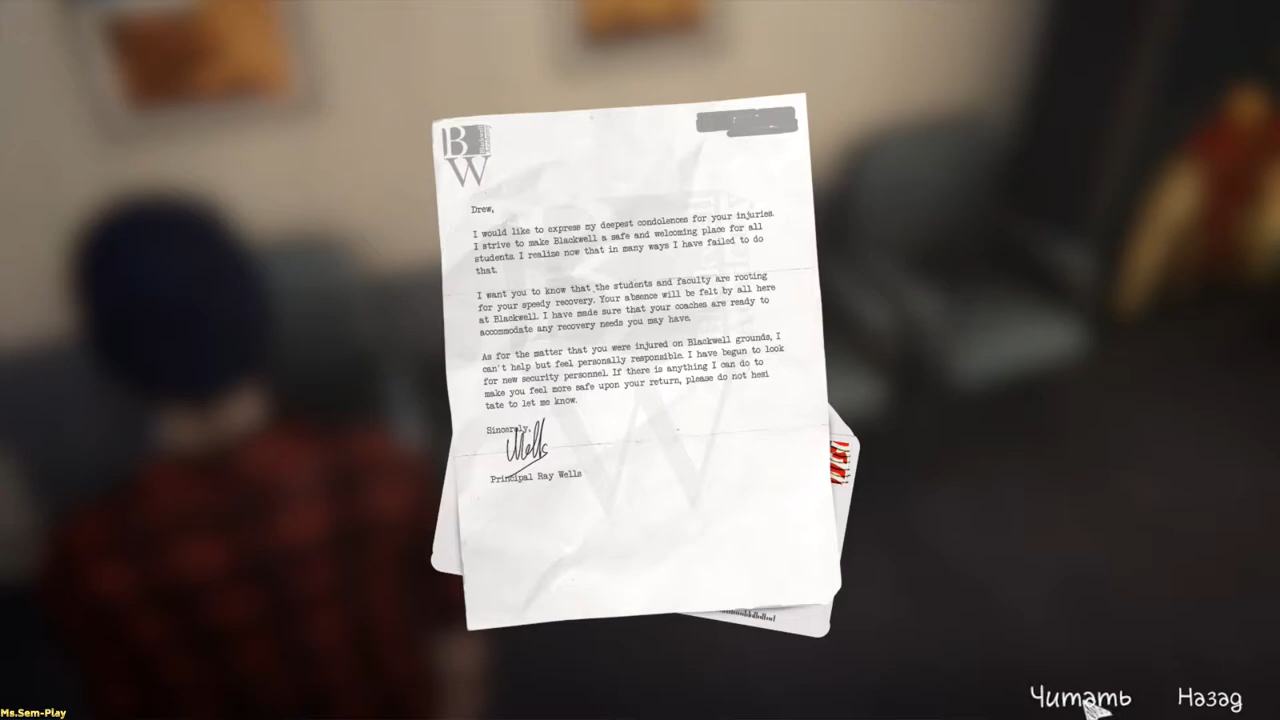 BW
Blackwell Academy
Drew,
I would like to express my deepest condolences for your injuries.
I strive to make Blackwell a safe and welcoming place for all
students. I realize now that in many ways I have failed to do
that.
I want you to know that the students and faculty are rooting
for your speedy recovery. Your absence will be felt by all here
at Blackwell. I have made sure that your coaches are ready to
accommodate any recovery needs you may have.
As for the matter that you were injured on Blackwell grounds, I
can't help but feel personally responsible. I have begun to look
for new security personnel. If there is anything I can do to
make you feel more safe upon your return, please do not hesi
tate to let me know.
Sincerely,
Wells
Principal Ray Wells
Читать Назад
Ms.Sem-Play